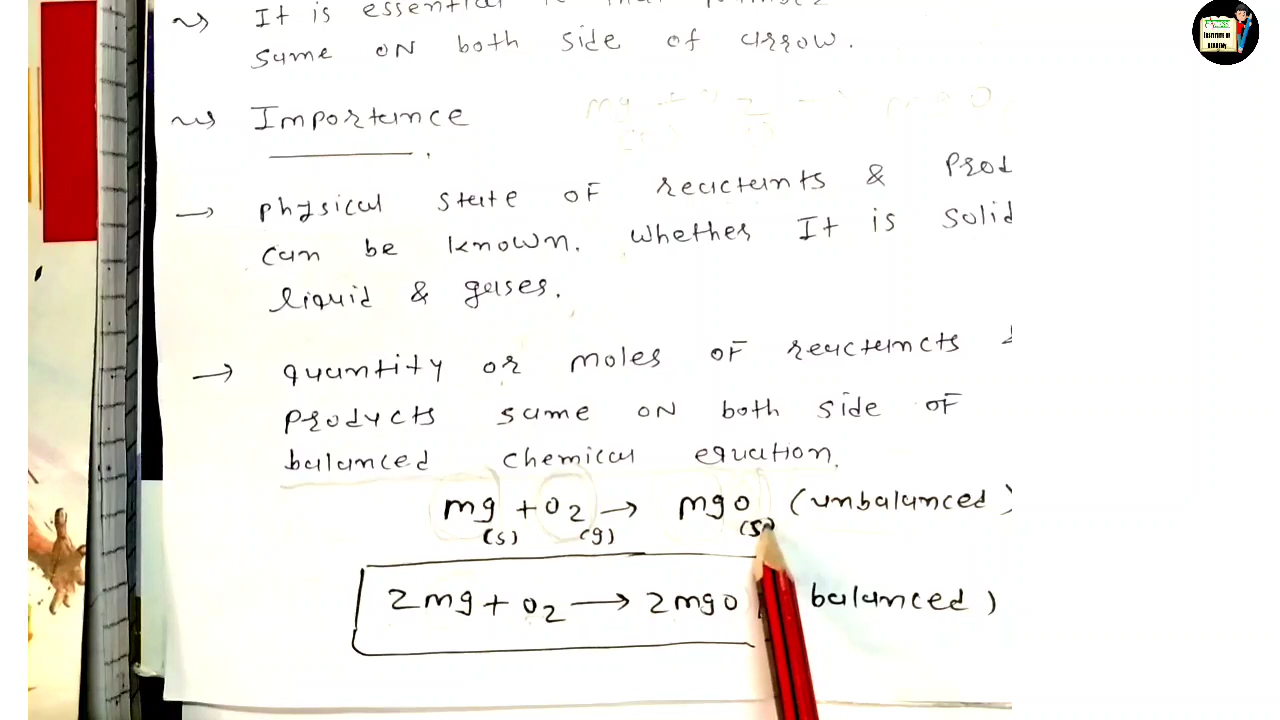 It is essential
same on both side of arrow.
Importance
physical state of reactants & prod
can be known. whether It is solid
liquid & gases.
quantity or moles of reactencts &
products same on both side of
balanced chemical equation.
mg + O2 → mgo (unbalanced)
(s) (g) (s)
2mg + O2 → 2mgo balanced)